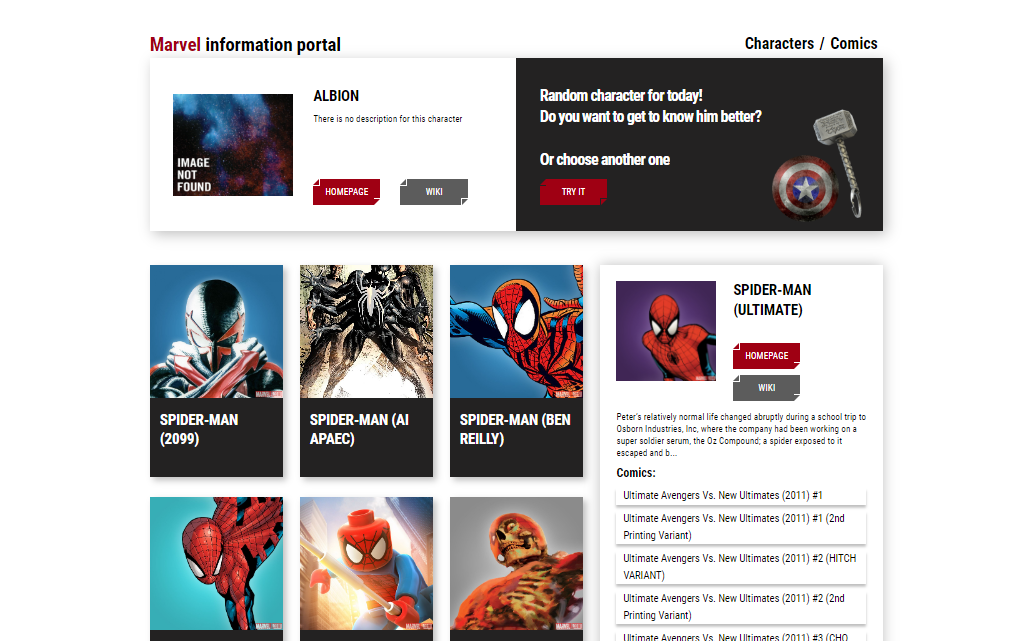 Marvel information portal
Characters / Comics
IMAGE
NOT
FOUND
ALBION
There is no description for this character
HOMEPAGE
WIKI
Random character for today!
Do you want to get to know him better?
Or choose another one
TRY IT
SPIDER-MAN
(2099)
SPIDER-MAN (AI
APAEC)
SPIDER-MAN (BEN
REILLY)
SPIDER-MAN
(ULTIMATE)
HOMEPAGE
WIKI
Peter's relatively normal life changed abruptly during a school trip to
Osborn Industries, Inc, where the company had been working on a
super soldier serum, the Oz Compound; a spider exposed to it
escaped and b...
Comics:
Ultimate Avengers Vs. New Ultimates (2011) #1
Ultimate Avengers Vs. New Ultimates (2011) #1 (2nd
Printing Variant)
Ultimate Avengers Vs. New Ultimates (2011) #2 (HITCH
VARIANT)
Ultimate Avengers Vs. New Ultimates (2011) #2 (2nd
Printing Variant)
Ultimate Avengers Vs. New Ultimates (2011) #3 (CHO